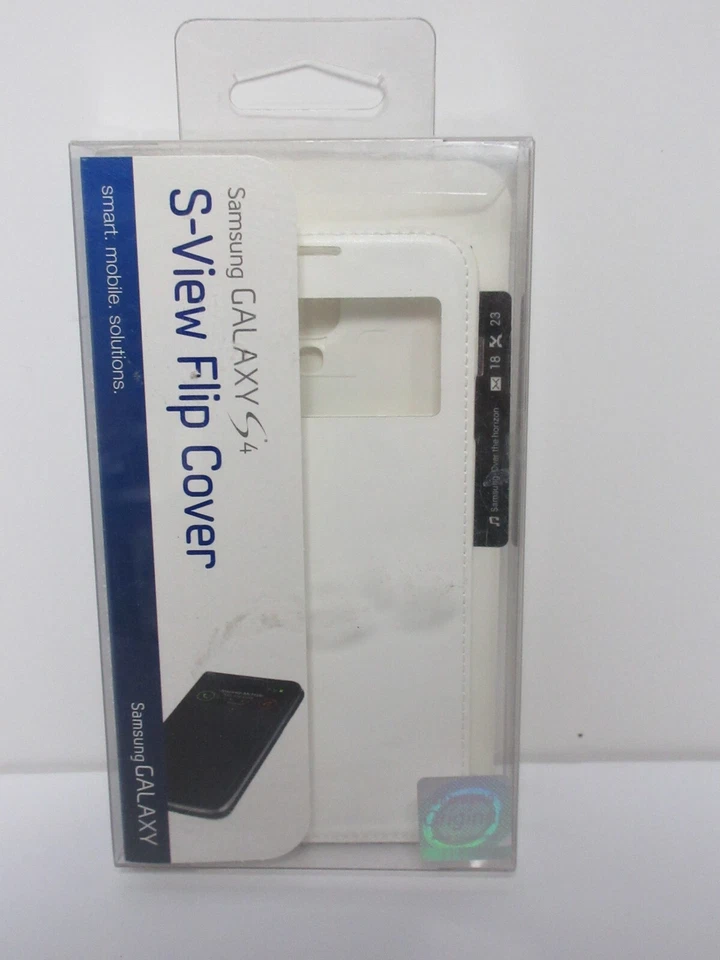 smart. mobile. solutions.
Samsung GALAXY S4
S-View Flip Cover
Samsung GALAXY
18 23
Samsung Over the horizon